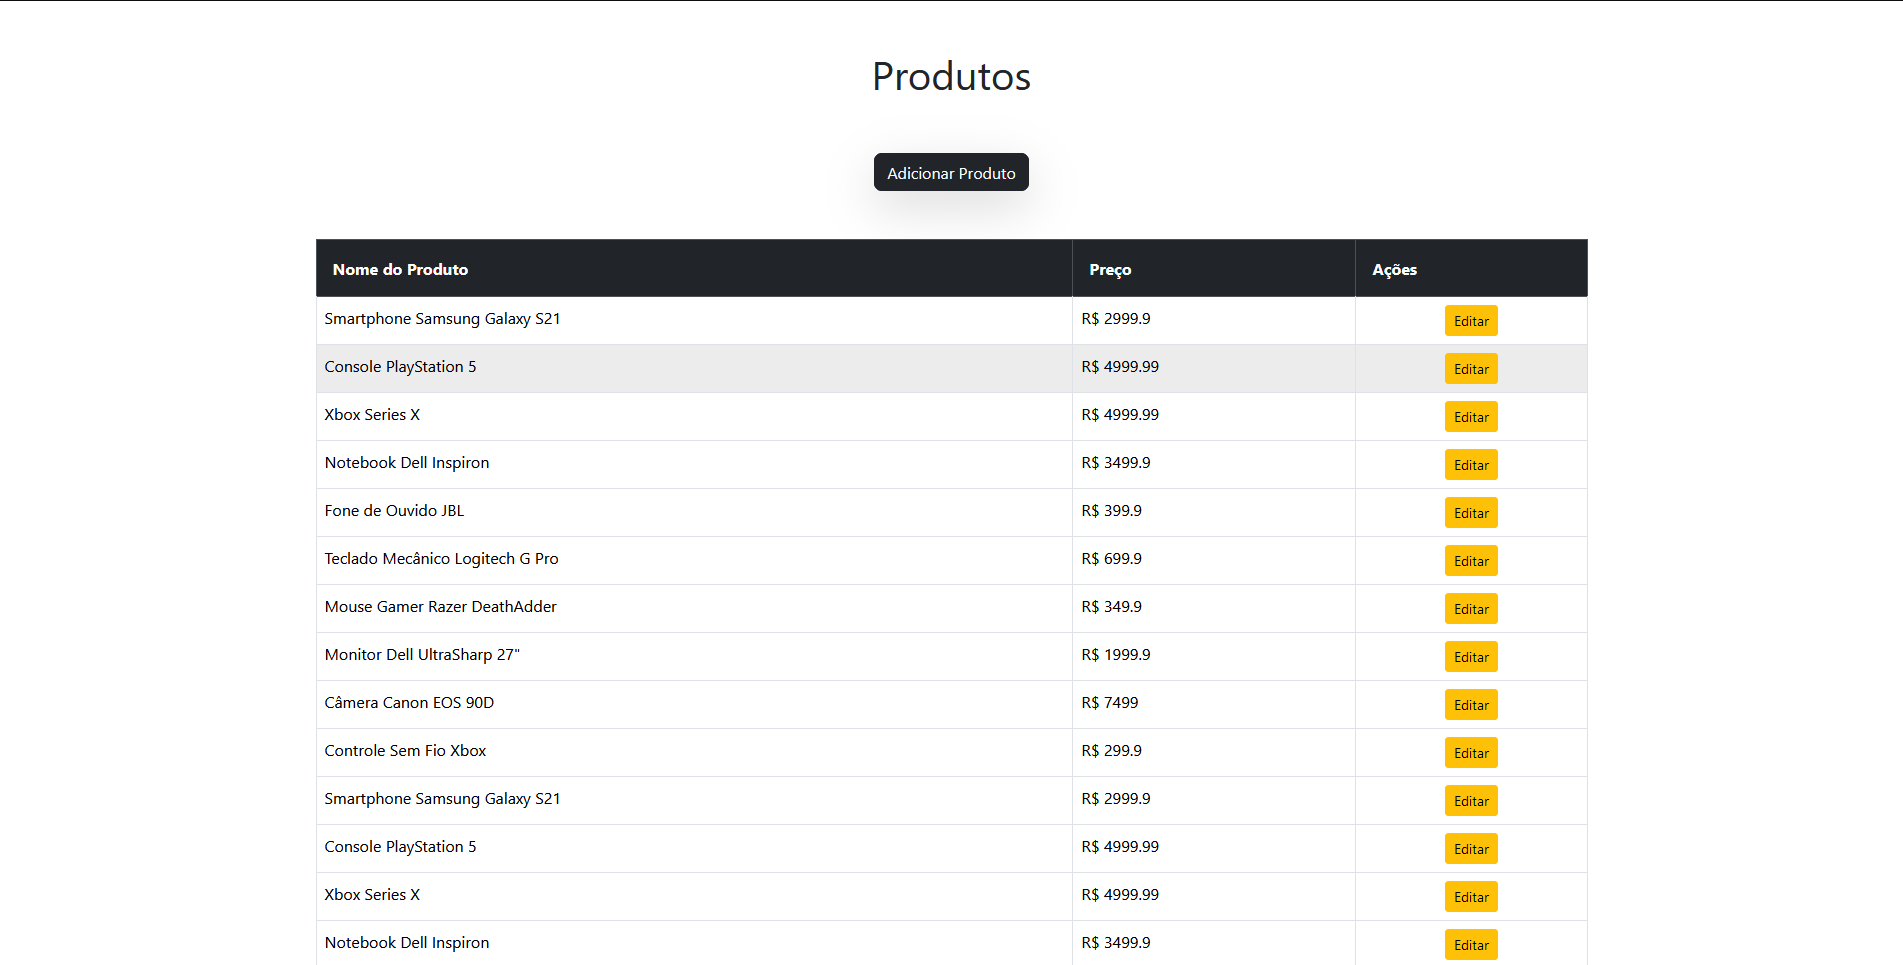 Produtos
Adicionar Produto
Nome do Produto Preço Ações
Smartphone Samsung Galaxy S21 R$ 2999.9 Editar
Console PlayStation 5 R$ 4999.99 Editar
Xbox Series X R$ 4999.99 Editar
Notebook Dell Inspiron R$ 3499.9 Editar
Fone de Ouvido JBL R$ 399.9 Editar
Teclado Mecânico Logitech G Pro R$ 699.9 Editar
Mouse Gamer Razer DeathAdder R$ 349.9 Editar
Monitor Dell UltraSharp 27" R$ 1999.9 Editar
Câmera Canon EOS 90D R$ 7499 Editar
Controle Sem Fio Xbox R$ 299.9 Editar
Smartphone Samsung Galaxy S21 R$ 2999.9 Editar
Console PlayStation 5 R$ 4999.99 Editar
Xbox Series X R$ 4999.99 Editar
Notebook Dell Inspiron R$ 3499.9 Editar